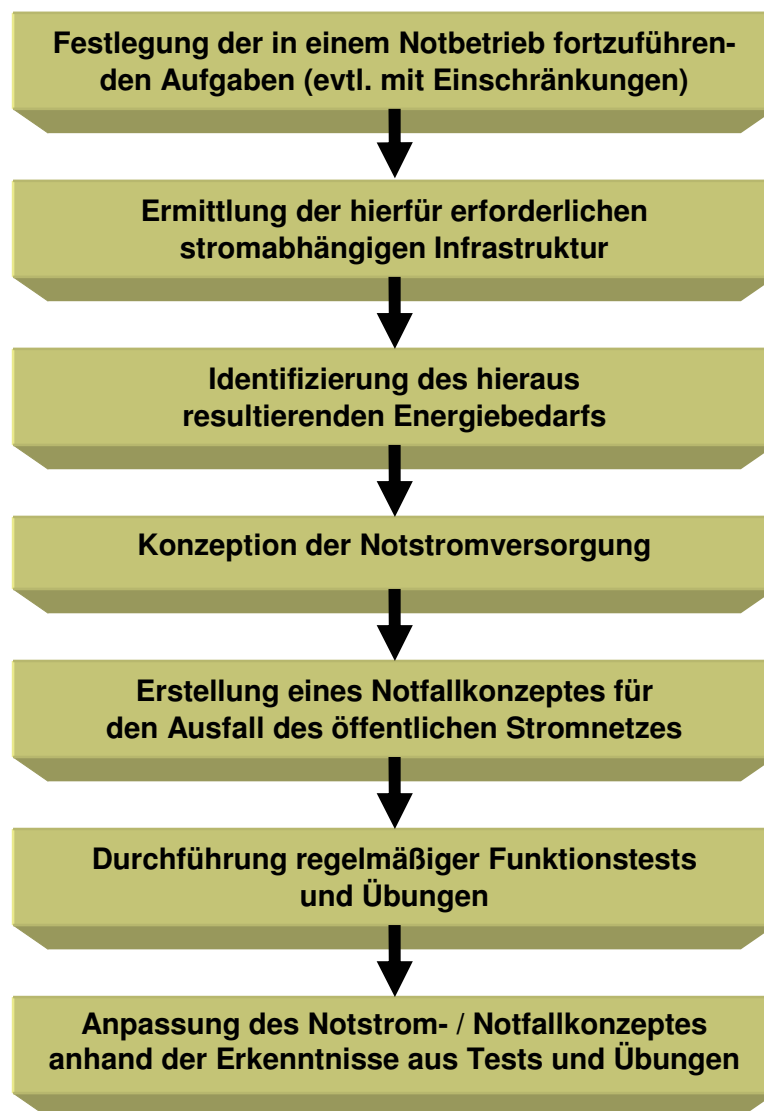 Festlegung der in einem Notbetrieb fortzuführen-
den Aufgaben (evtl. mit Einschränkungen)
Ermittlung der hierfür erforderlichen
stromabhängigen Infrastruktur
Identifizierung des hieraus
resultierenden Energiebedarfs
Konzeption der Notstromversorgung
Erstellung eines Notfallkonzeptes für
den Ausfall des öffentlichen Stromnetzes
Durchführung regelmäßiger Funktionstests
und Übungen
Anpassung des Notstrom- / Notfallkonzeptes
anhand der Erkenntnisse aus Tests und Übungen